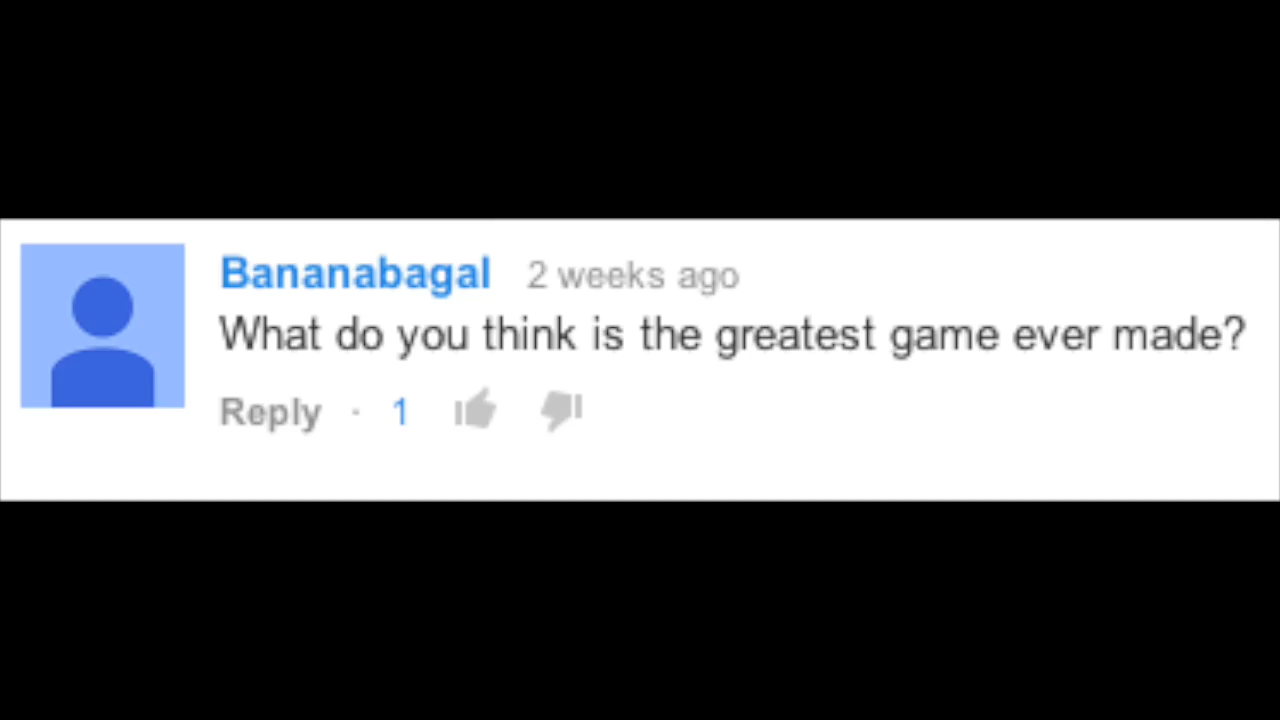 Bananabagal 2 weeks ago
What do you think is the greatest game ever made?
Reply · 1